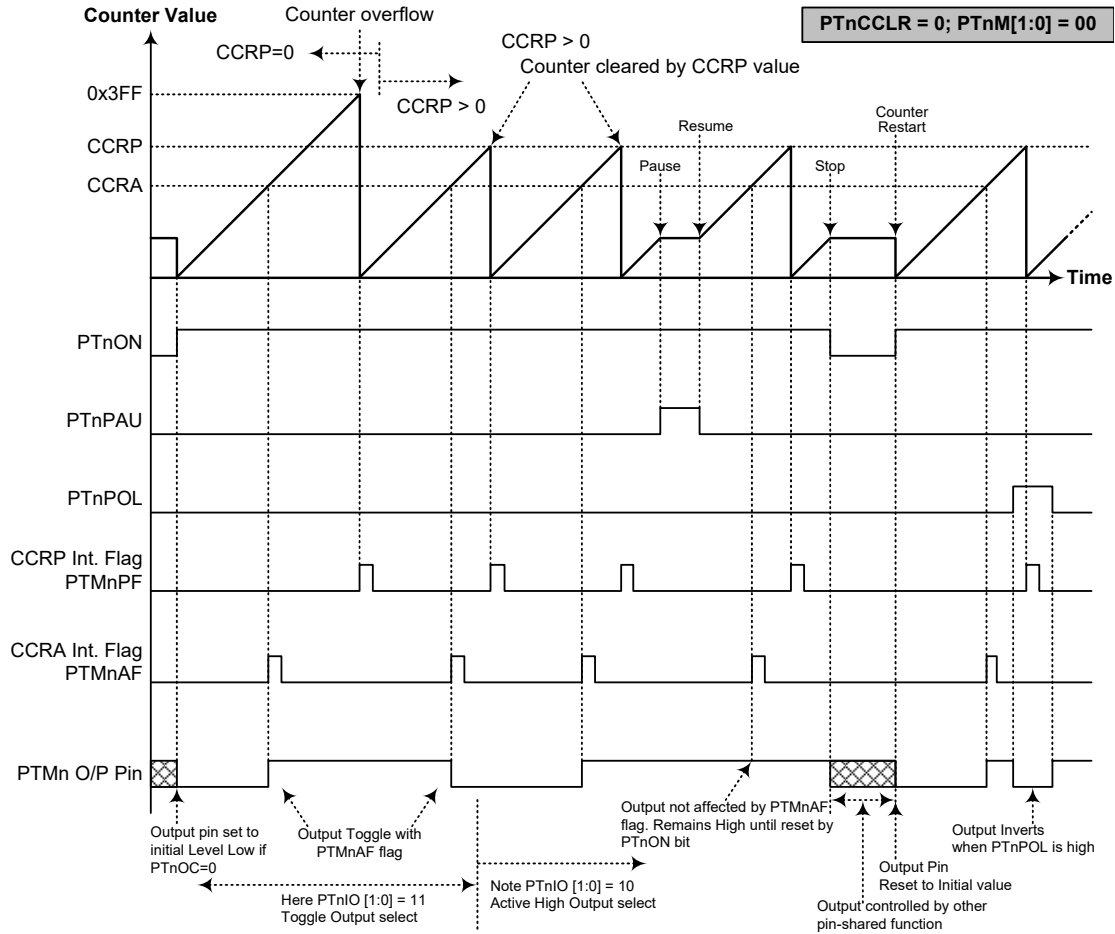 Counter Value
Counter overflow
PTnCCLR = 0; PTnM[1:0] = 00
CCRP=0
CCRP > 0
CCRP > 0
Counter cleared by CCRP value
0x3FF
CCRP
CCRA
Pause
Resume
Stop
Counter
Restart
Time
PTnON
PTnPAU
PTnPOL
CCRP Int. Flag
PTMnPF
CCRA Int. Flag
PTMnAF
PTMn O/P Pin
Output pin set to
initial Level Low if
PTnOC=0
Output Toggle with
PTMnAF flag
Here PTnIO [1:0] = 11
Toggle Output select
Note PTnIO [1:0] = 10
Active High Output select
Output not affected by PTMnAF
flag. Remains High until reset by
PTnON bit
Output controlled by other
pin-shared function
Output Pin
Reset to Initial value
Output Inverts
when PTnPOL is high